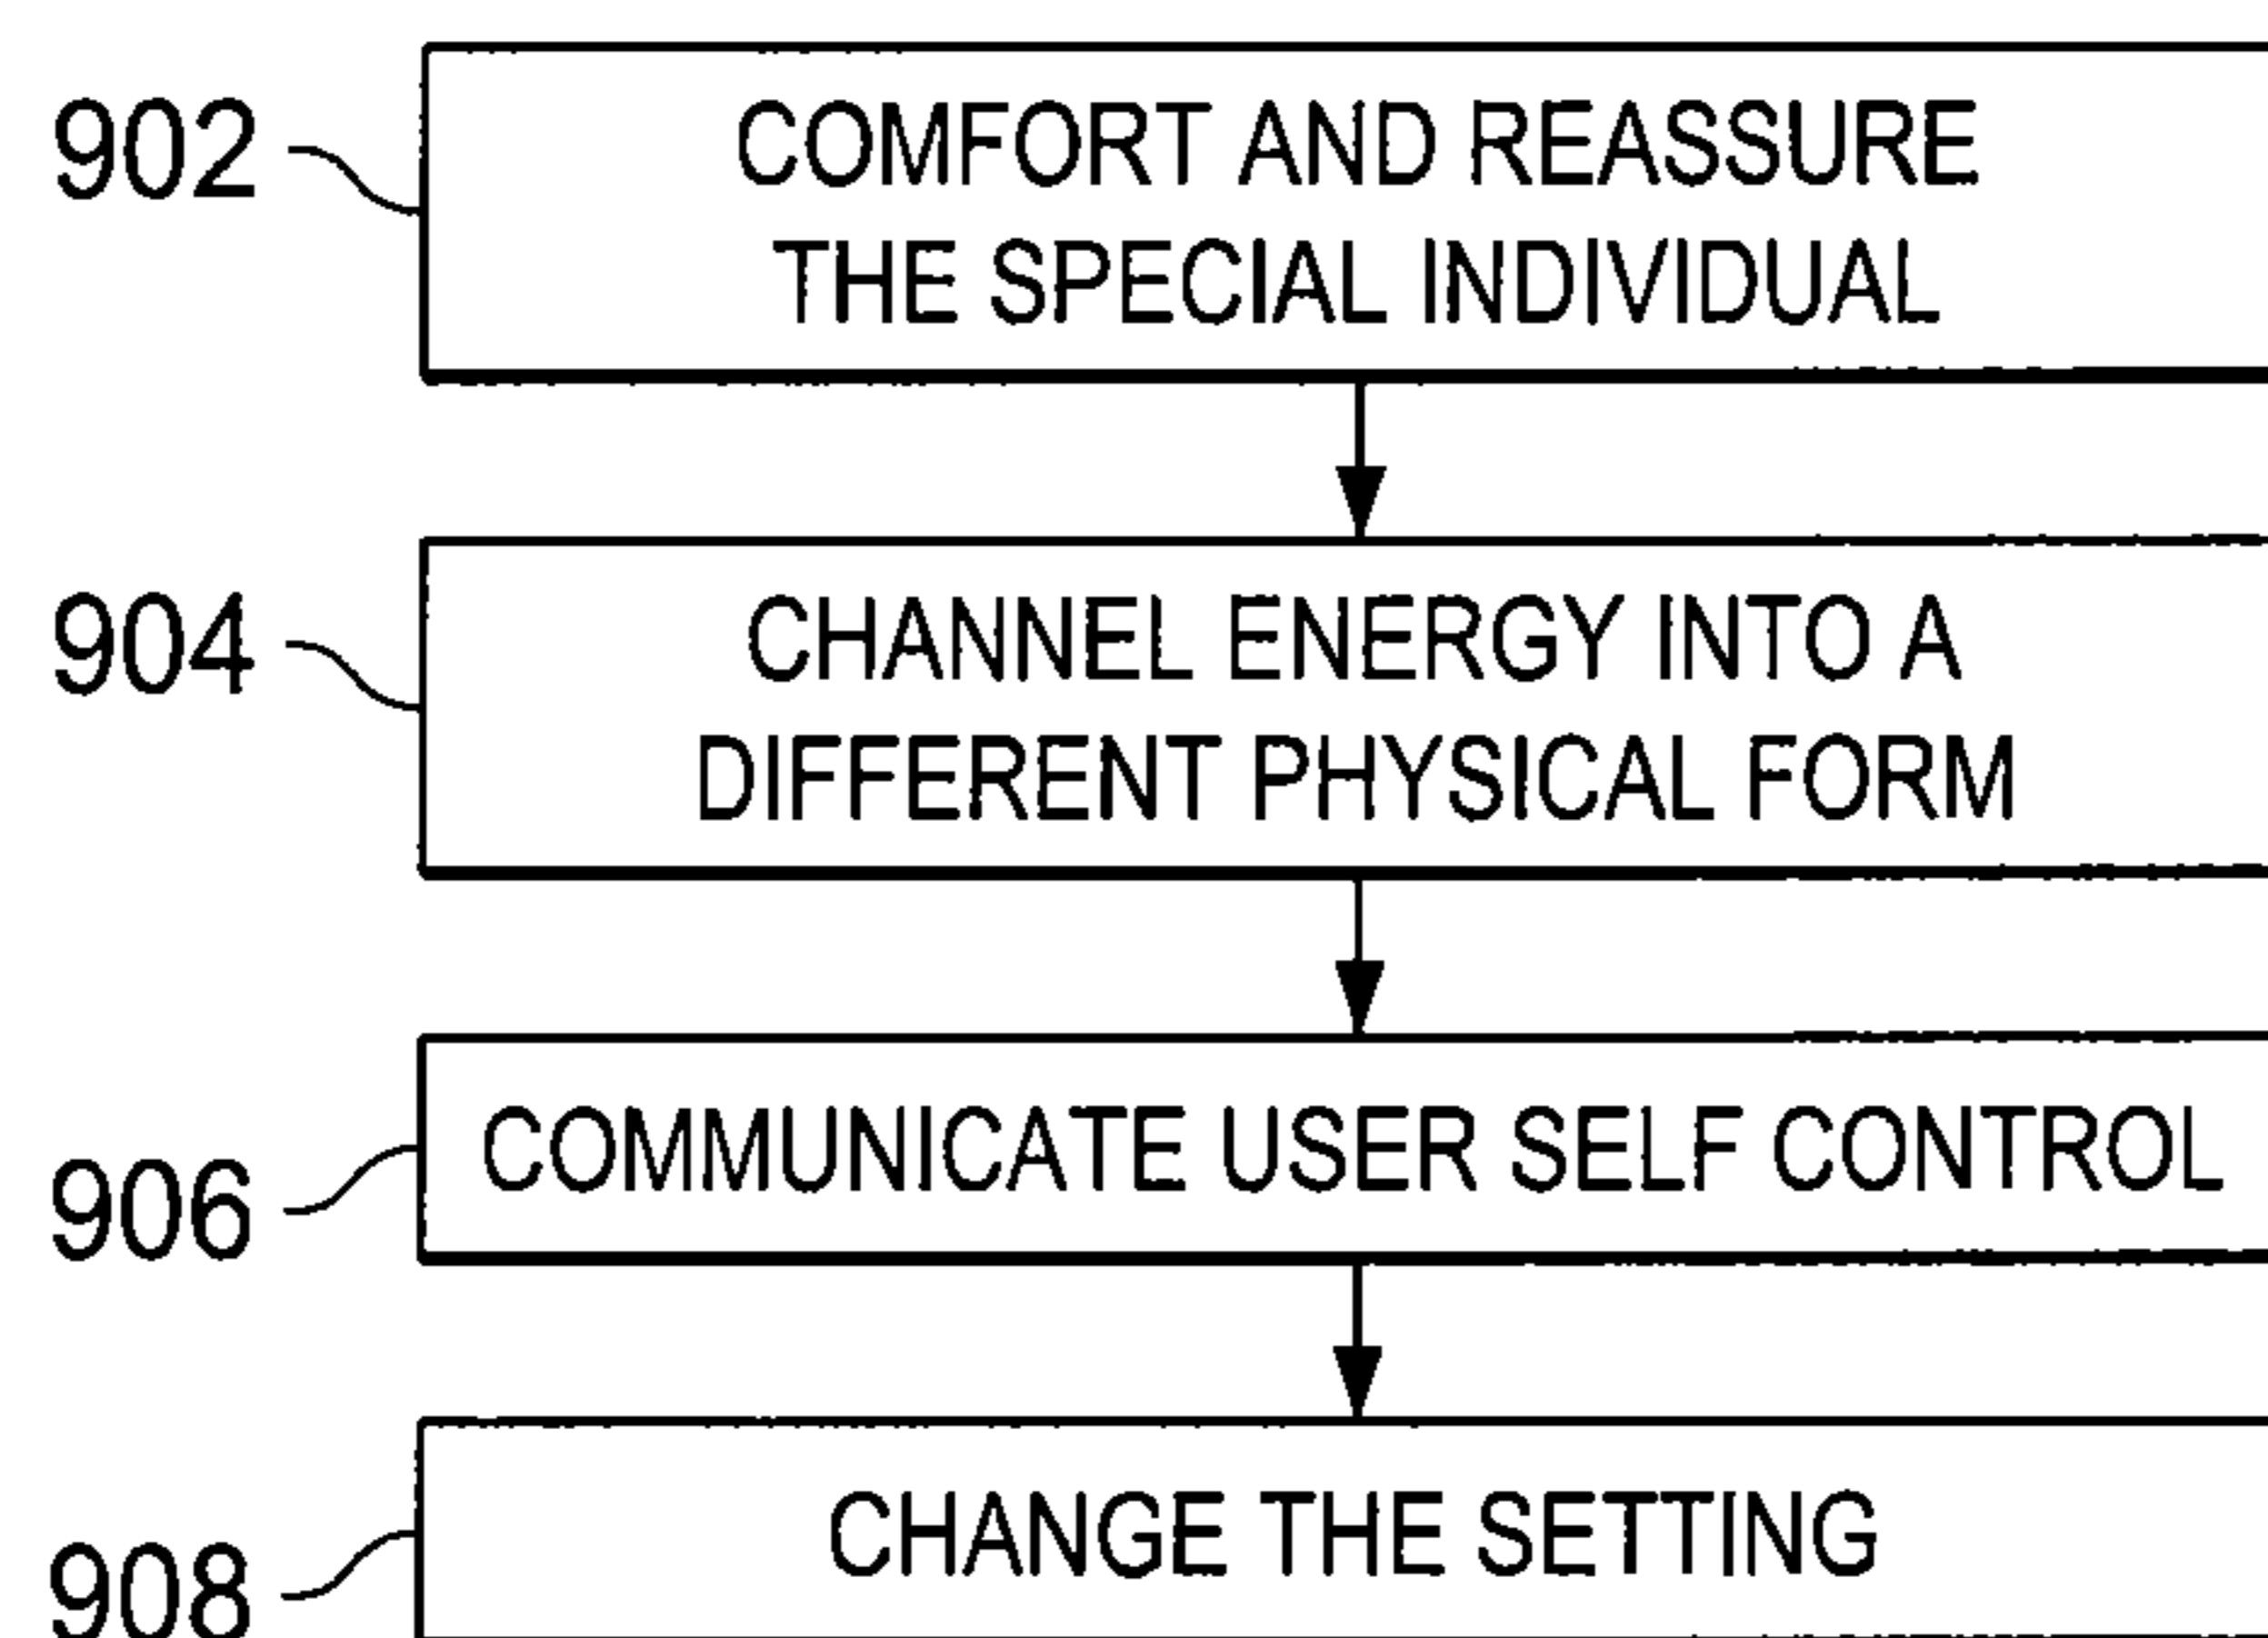 902
COMFORT AND REASSURE
THE SPECIAL INDIVIDUAL
904
CHANNEL ENERGY INTO A
DIFFERENT PHYSICAL FORM
906
COMMUNICATE USER SELF CONTROL
908
CHANGE THE SETTING